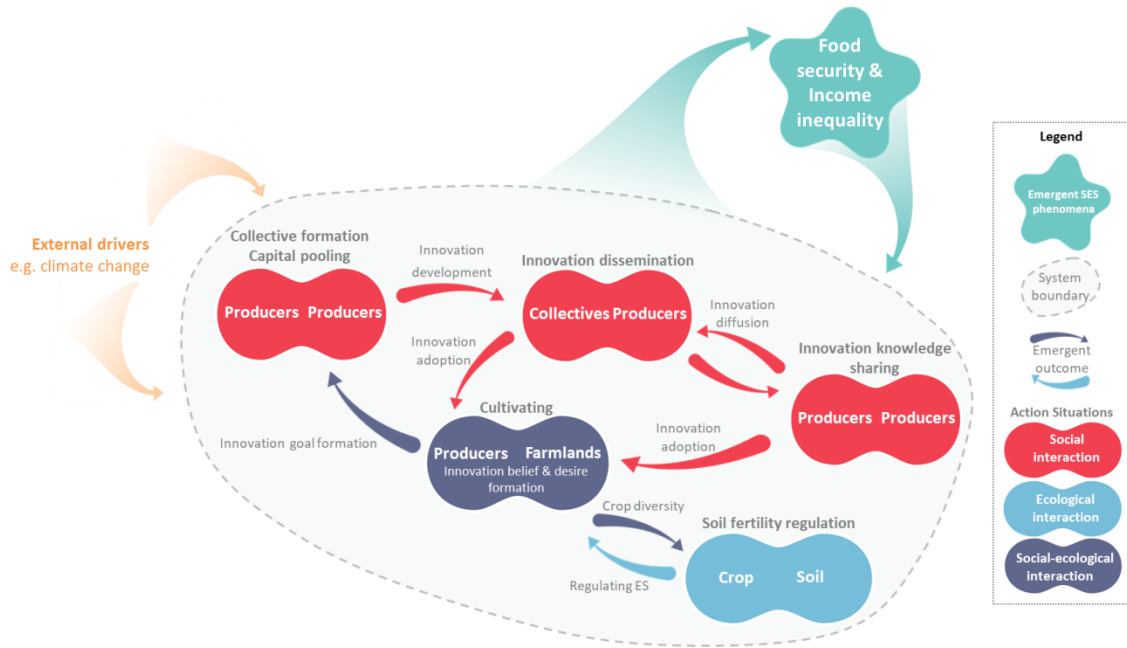 Food
security &
Income
inequality
External drivers
e.g. climate change
Collective formation
Capital pooling
Producers Producers
Innovation
development
Innovation dissemination
Collectives Producers
Innovation
diffusion
Innovation
adoption
Innovation knowledge
sharing
Producers Producers
Innovation goal formation
Cultivating
Producers Farmlands
Innovation belief & desire
formation
Innovation
adoption
Crop diversity
Regulating ES
Soil fertility regulation
Crop Soil
Legend
Emergent SES
phenomena
System
boundary
Emergent
outcome
Action Situations
Social
interaction
Ecological
interaction
Social-ecological
interaction